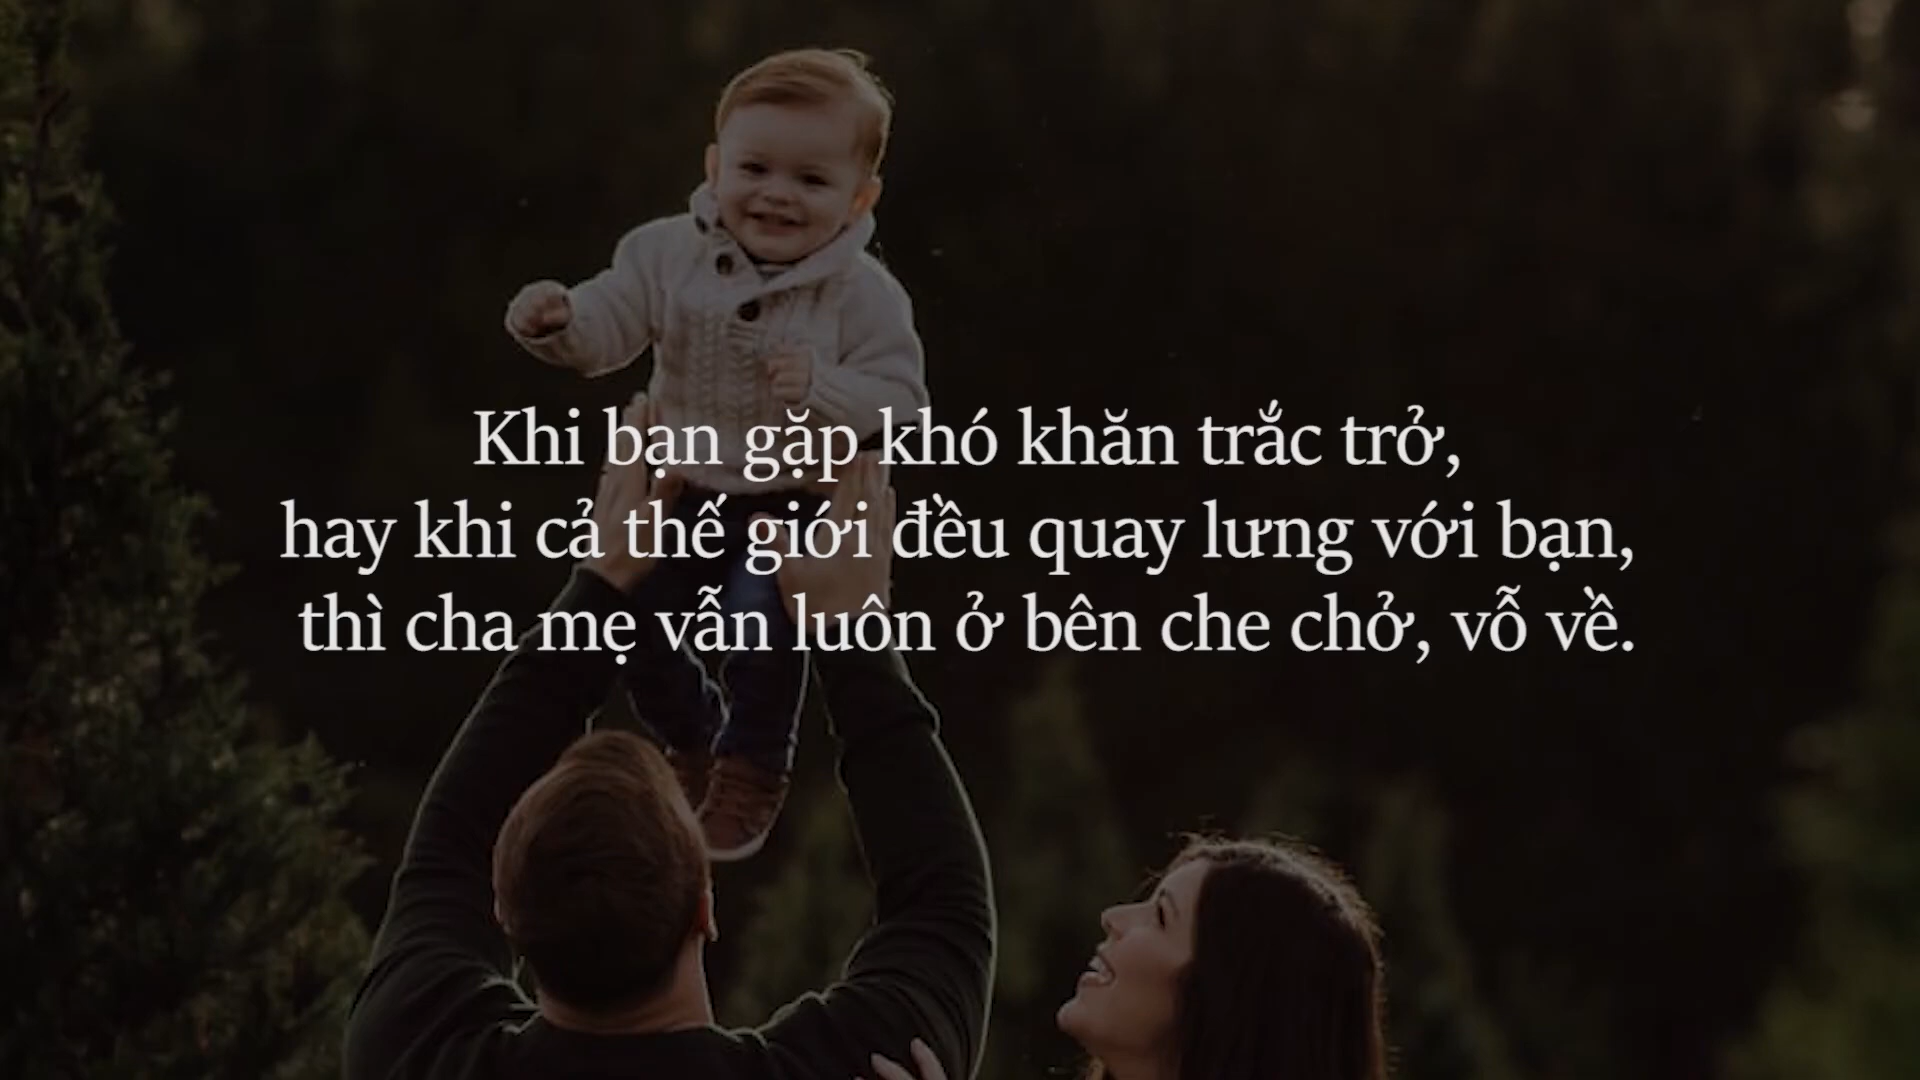 Khi bạn gặp khó khăn trắc trở,
hay khi cả thế giới đều quay lưng với bạn,
thì cha mẹ vẫn luôn ở bên che chở, vỗ về.